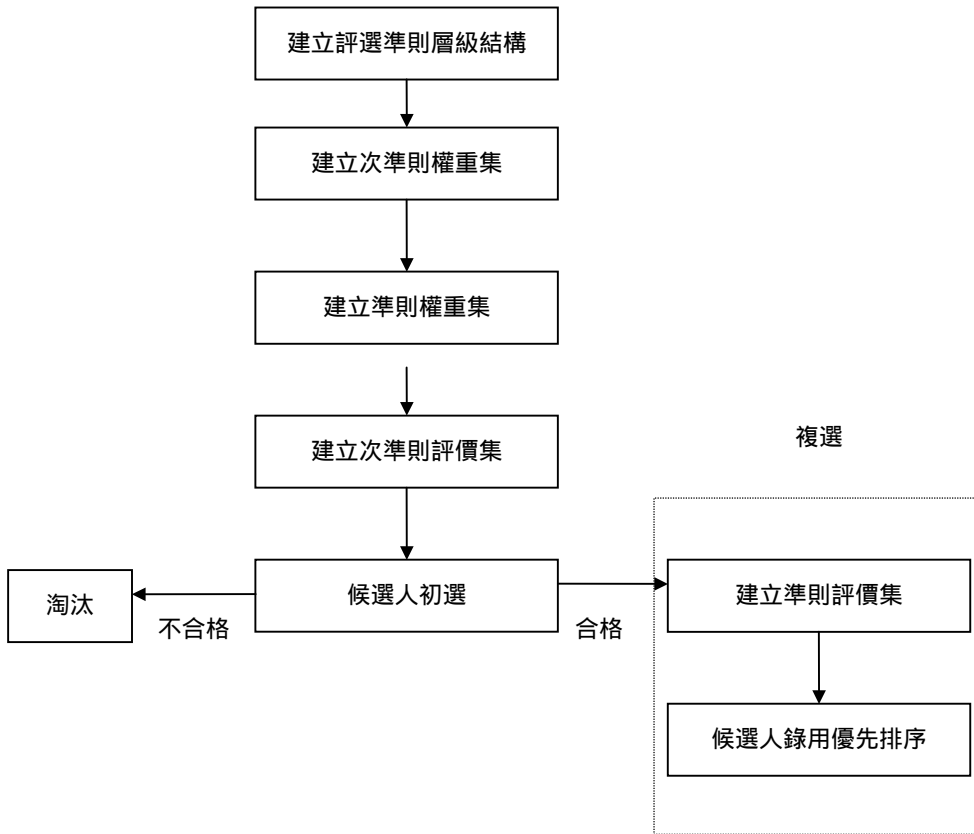 建立評選準則層級結構
建立次準則權重集
建立準則權重集
建立次準則評價集
複選
淘汰
候選人初選
建立準則評價集
不合格
合格
候選人錄用優先排序